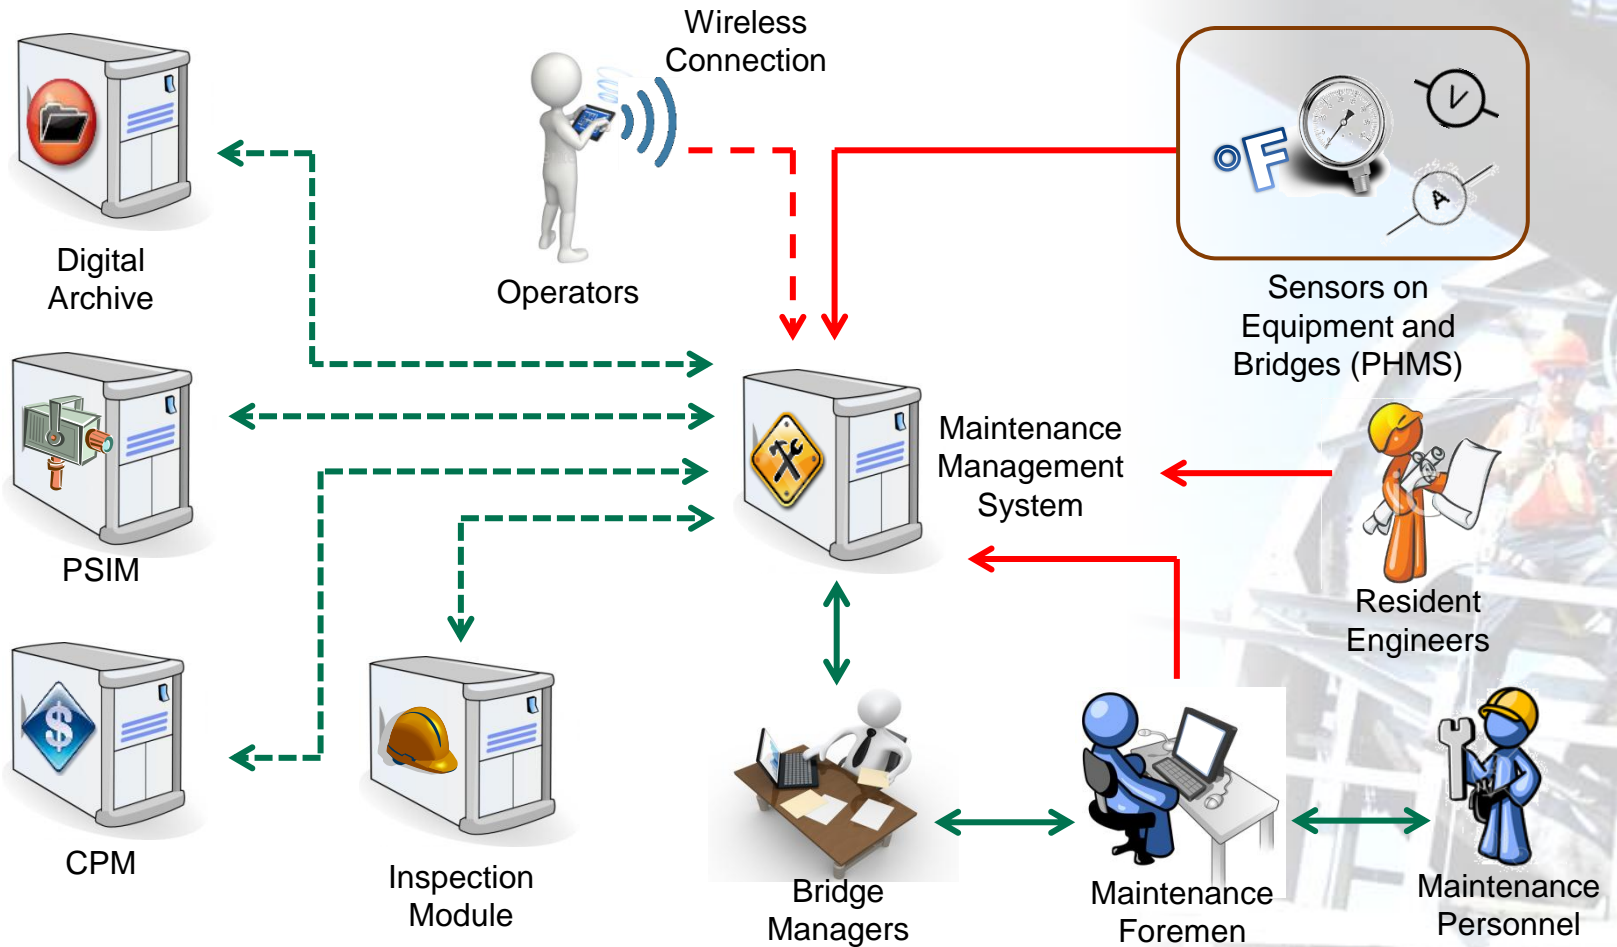 Wireless
Connection
Digital
Archive
Operators
°F
V
A
Sensors on
Equipment and
Bridges (PHMS)
PSIM
Maintenance
Management
System
Resident
Engineers
$
CPM
Inspection
Module
Bridge
Managers
Maintenance
Foremen
Maintenance
Personnel